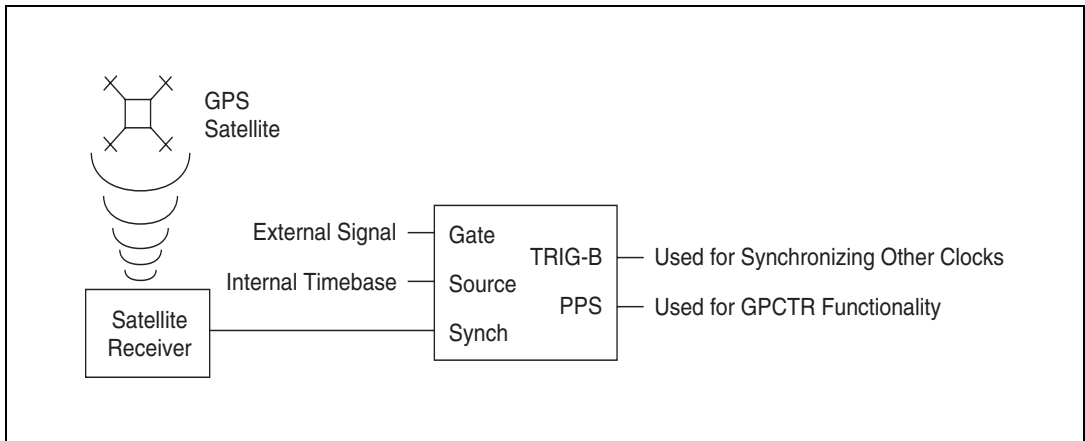 GPS
Satellite
External Signal
Gate
TRIG-B
Used for Synchronizing Other Clocks
Internal Timebase
Source
PPS
Used for GPCTR Functionality
Satellite
Receiver
Synch